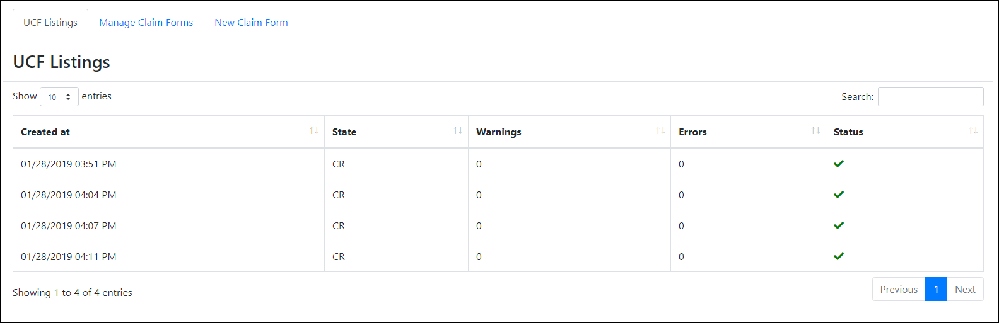 UCF Listings Manage Claim Forms New Claim Form
UCF Listings
Show 10 entries Search:
Created at State Warnings Errors Status
01/28/2019 03:51 PM CR 0 0
01/28/2019 04:04 PM CR 0 0
01/28/2019 04:07 PM CR 0 0
01/28/2019 04:11 PM CR 0 0
Showing 1 to 4 of 4 entries Previous 1 Next